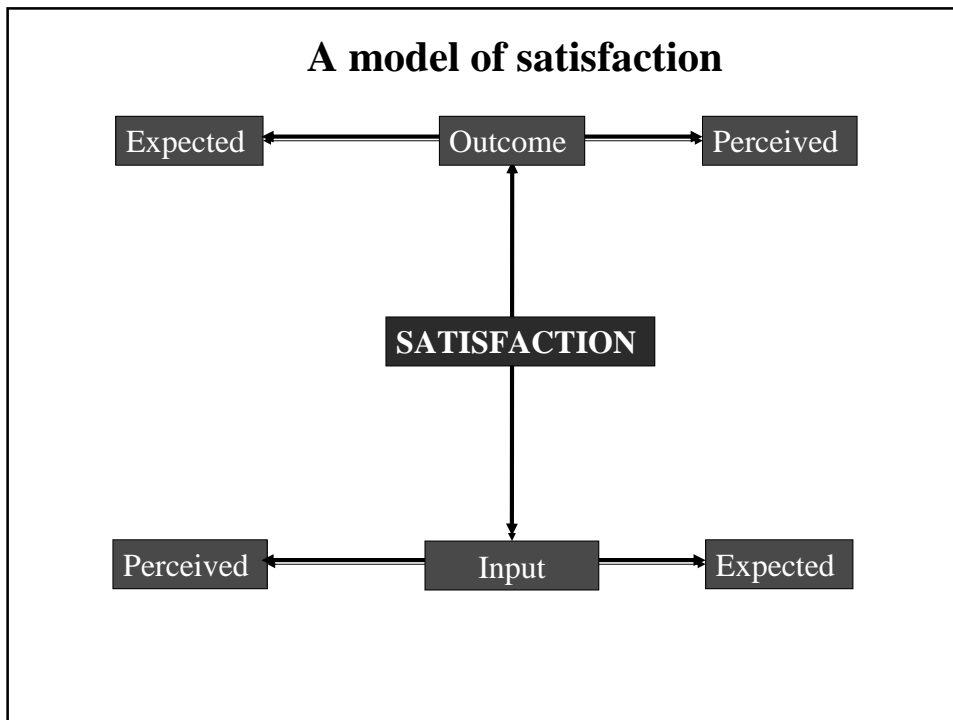 A model of satisfaction
Expected Outcome Perceived
SATISFACTION
Perceived Input Expected